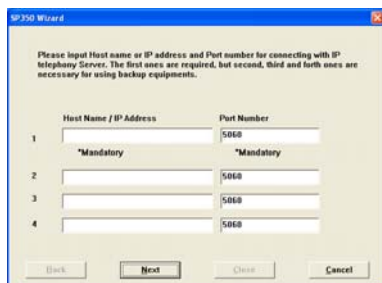 SP350 Wizard
Please input Host name or IP address and Port number for connecting with IP
telephony Server. The first ones are required, but second, third and forth ones are
necessary for using backup equipments.
Host Name / IP Address Port Number
1 5060
*Mandatory *Mandatory
2 5060
3 5060
4 5060
Back Next Close Cancel